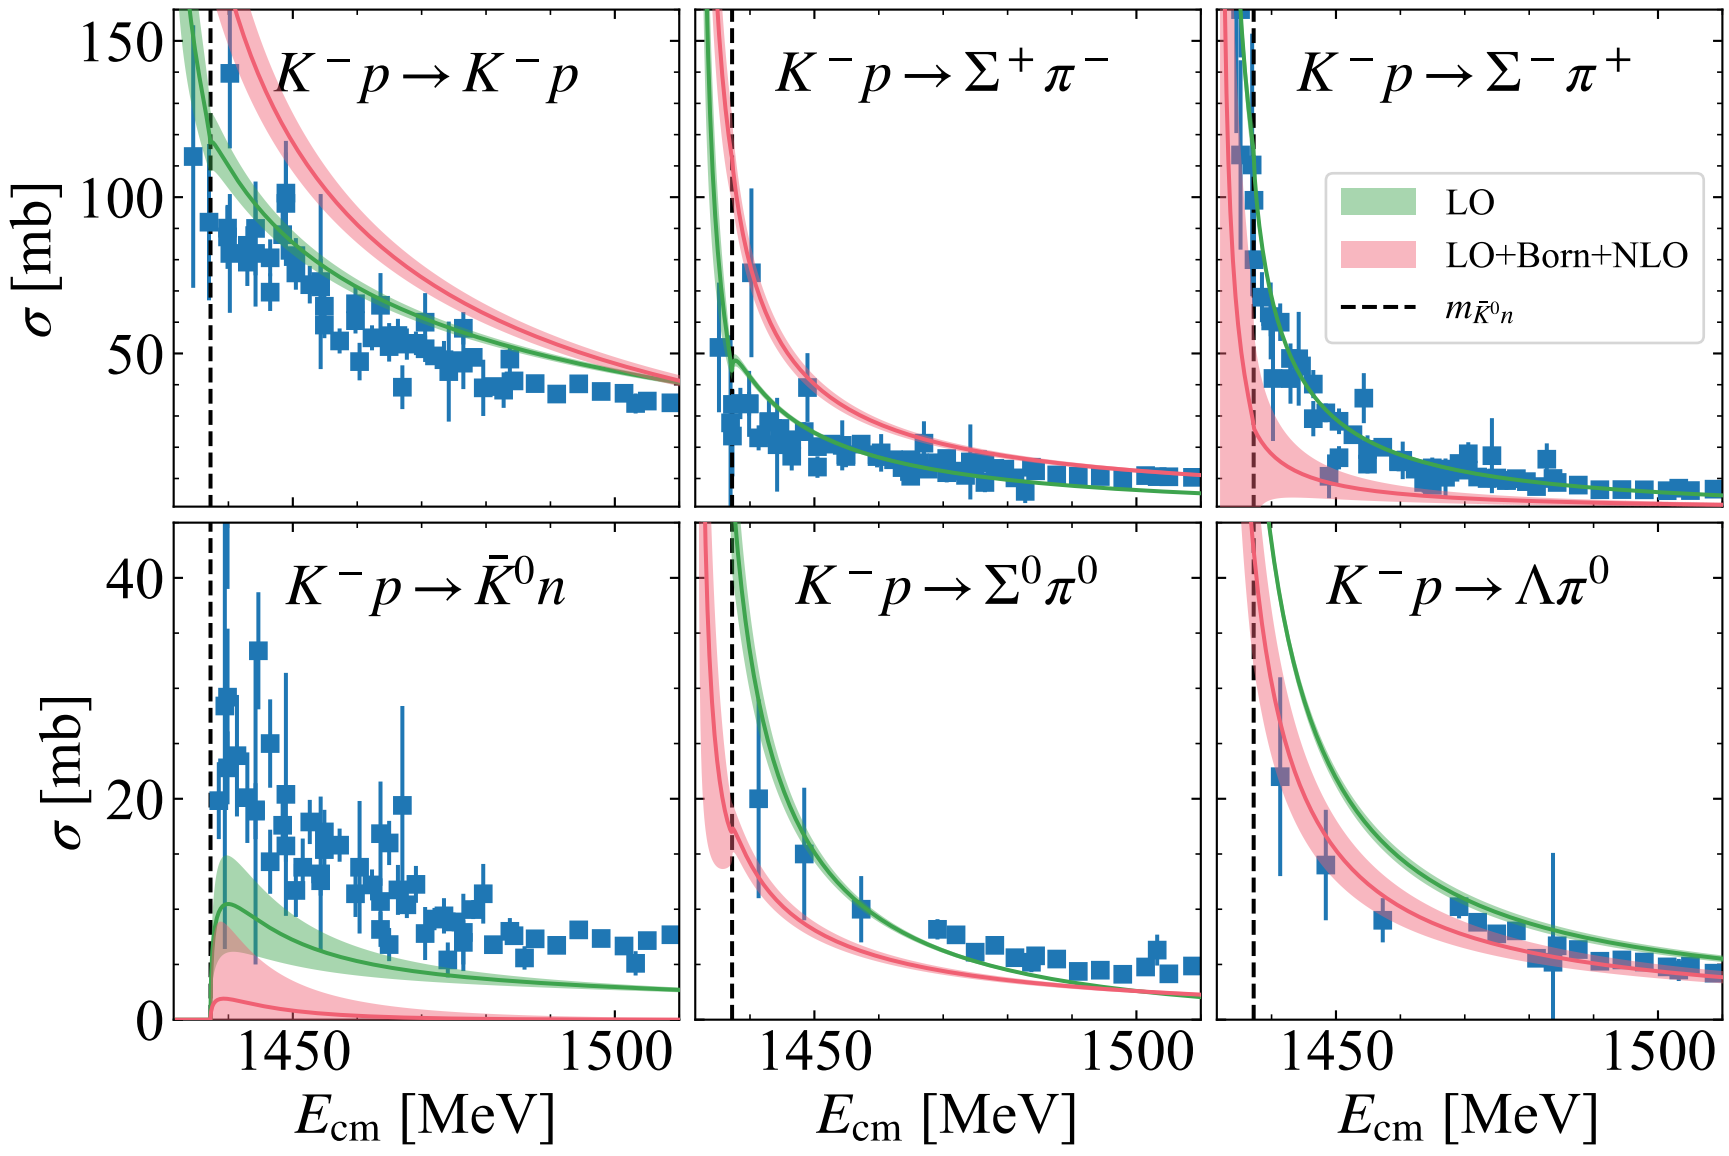 150
100
50
σ [mb]
K⁻p → K⁻p
K⁻p → Σ⁺π⁻
K⁻p → Σ⁻π⁺
LO
LO+Born+NLO
m_{K̄⁰n}
40
20
0
σ [mb]
K⁻p → K̄⁰n
K⁻p → Σ⁰π⁰
K⁻p → Λπ⁰
1450 1500
1450 1500
1450 1500
E_cm [MeV]
E_cm [MeV]
E_cm [MeV]